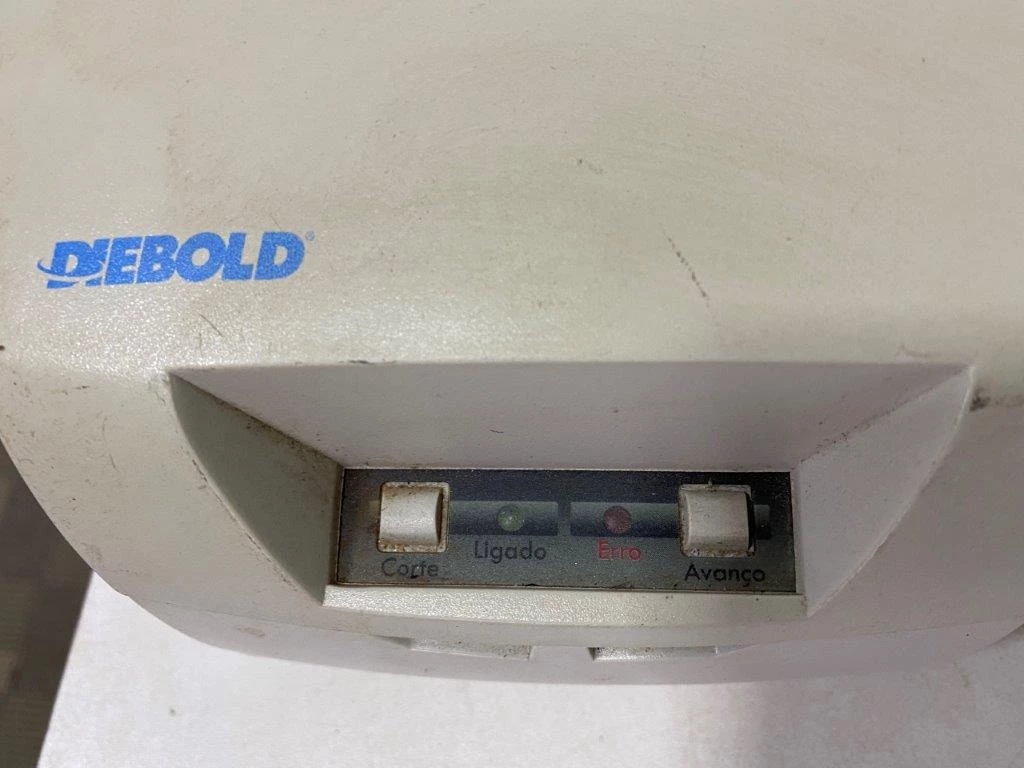 DIEBOLD®
Corte
Ligado
Erro
Avanço